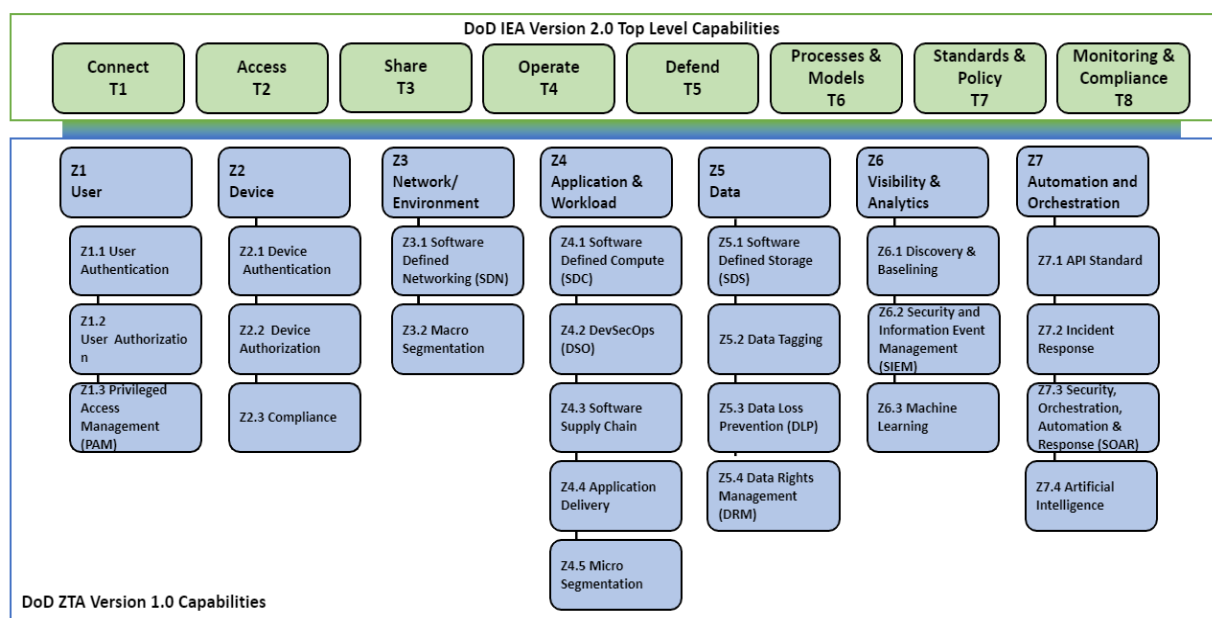 DoD IEA Version 2.0 Top Level Capabilities
Connect
T1
Access
T2
Share
T3
Operate
T4
Defend
T5
Processes &
Models
T6
Standards &
Policy
T7
Monitoring &
Compliance
T8
Z1
User
Z1.1 User
Authentication
Z1.2
User Authorizatio
n
Z1.3 Privileged
Access
Management
(PAM)
Z2
Device
Z2.1 Device
Authentication
Z2.2 Device
Authorization
Z2.3 Compliance
Z3
Network/
Environment
Z3.1 Software
Defined
Networking (SDN)
Z3.2 Macro
Segmentation
Z4
Application &
Workload
Z4.1 Software
Defined Compute
(SDC)
Z4.2 DevSecOps
(DSO)
Z4.3 Software
Supply Chain
Z4.4 Application
Delivery
Z4.5 Micro
Segmentation
Z5
Data
Z5.1 Software
Defined Storage
(SDS)
Z5.2 Data Tagging
Z5.3 Data Loss
Prevention (DLP)
Z5.4 Data Rights
Management
(DRM)
Z6
Visibility &
Analytics
Z6.1 Discovery &
Baselining
Z6.2 Security and
Information Event
Management
(SIEM)
Z6.3 Machine
Learning
Z7
Automation and
Orchestration
Z7.1 API Standard
Z7.2 Incident
Response
Z7.3 Security,
Orchestration,
Automation &
Response (SOAR)
Z7.4 Artificial
Intelligence
DoD ZTA Version 1.0 Capabilities